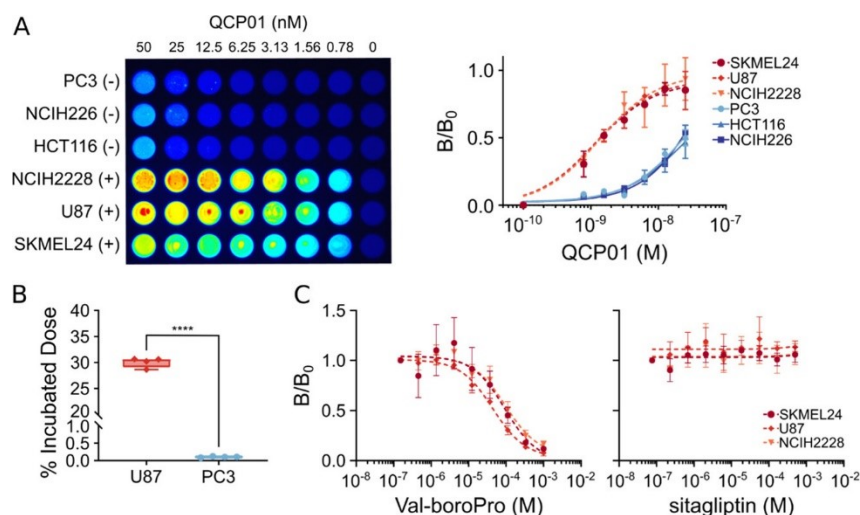 A
QCP01 (nM)
50 25 12.5 6.25 3.13 1.56 0.78 0
PC3 (-)
NCIH226 (-)
HCT116 (-)
NCIH2228 (+)
U87 (+)
SKMEL24 (+)
B/B₀
1.0
0.5
0.0
10⁻¹⁰ 10⁻⁹ 10⁻⁸ 10⁻⁷
QCP01 (M)
SKMEL24
U87
NCIH2228
PC3
HCT116
NCIH226
B
% Incubated Dose
40
35
30
25
20
1.0
0.5
0.0
****
U87 PC3
C
B/B₀
1.5
1.0
0.5
0.0
10⁻⁷ 10⁻⁶ 10⁻⁵ 10⁻⁴ 10⁻³ 10⁻²
Val-boroPro (M)
10⁻⁸ 10⁻⁷ 10⁻⁶ 10⁻⁵ 10⁻⁴ 10⁻³ 10⁻²
sitagliptin (M)
SKMEL24
U87
NCIH2228